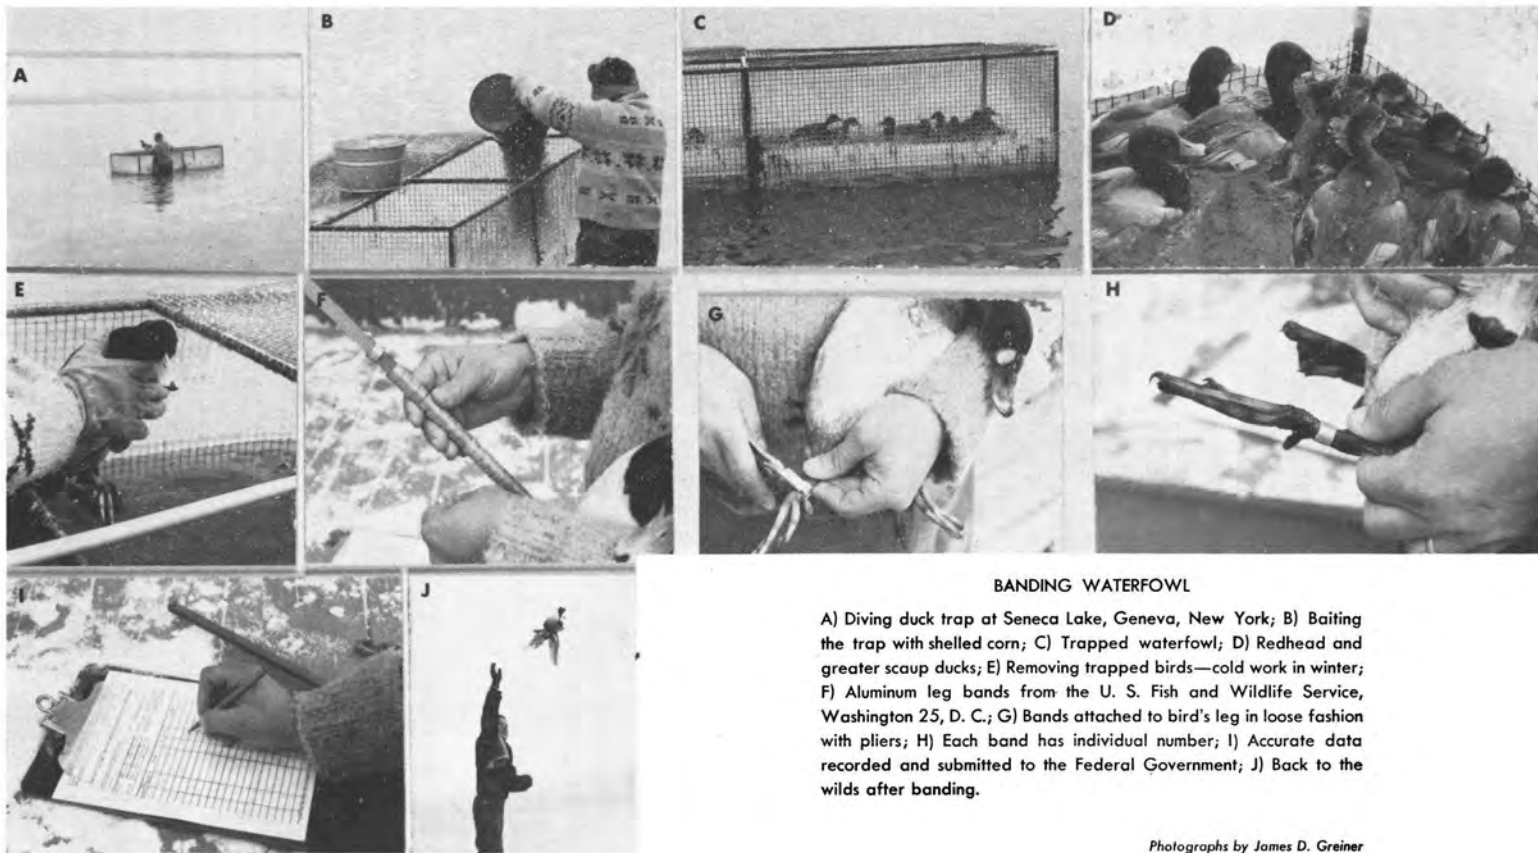 A
B
C
D
E
F
G
H
I
J
BANDING WATERFOWL
A) Diving duck trap at Seneca Lake, Geneva, New York; B) Baiting
the trap with shelled corn; C) Trapped waterfowl; D) Redhead and
greater scaup ducks; E) Removing trapped birds—cold work in winter;
F) Aluminum leg bands from the U. S. Fish and Wildlife Service,
Washington 25, D. C.; G) Bands attached to bird's leg in loose fashion
with pliers; H) Each band has individual number; I) Accurate data
recorded and submitted to the Federal Government; J) Back to the
wilds after banding.
Photographs by James D. Greiner